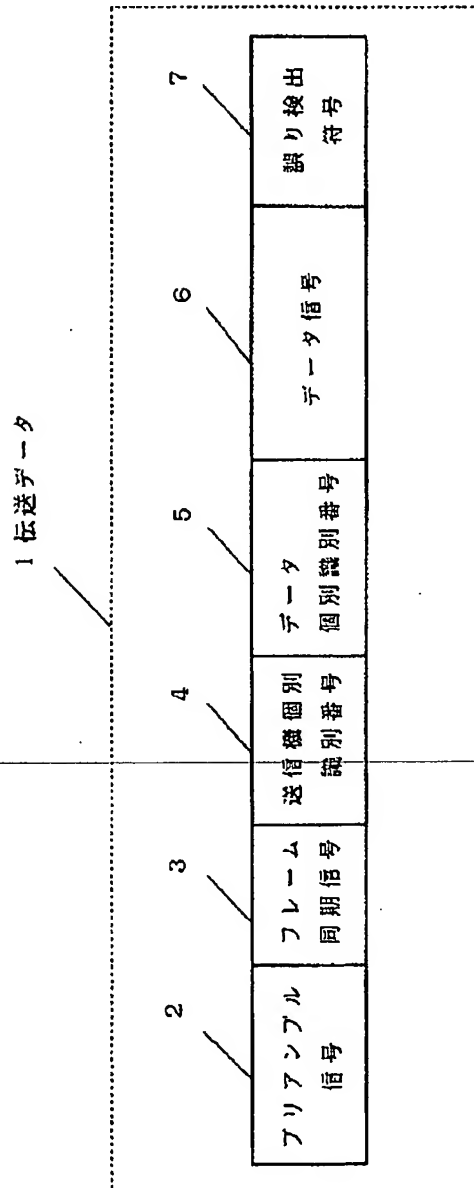 1 伝送データ
2
3
4
5
6
7
プリアンブル
信号
フレーム
同期信号
送信機個別
識別番号
データ
個別識別番号
データ信号
誤り検出
符号